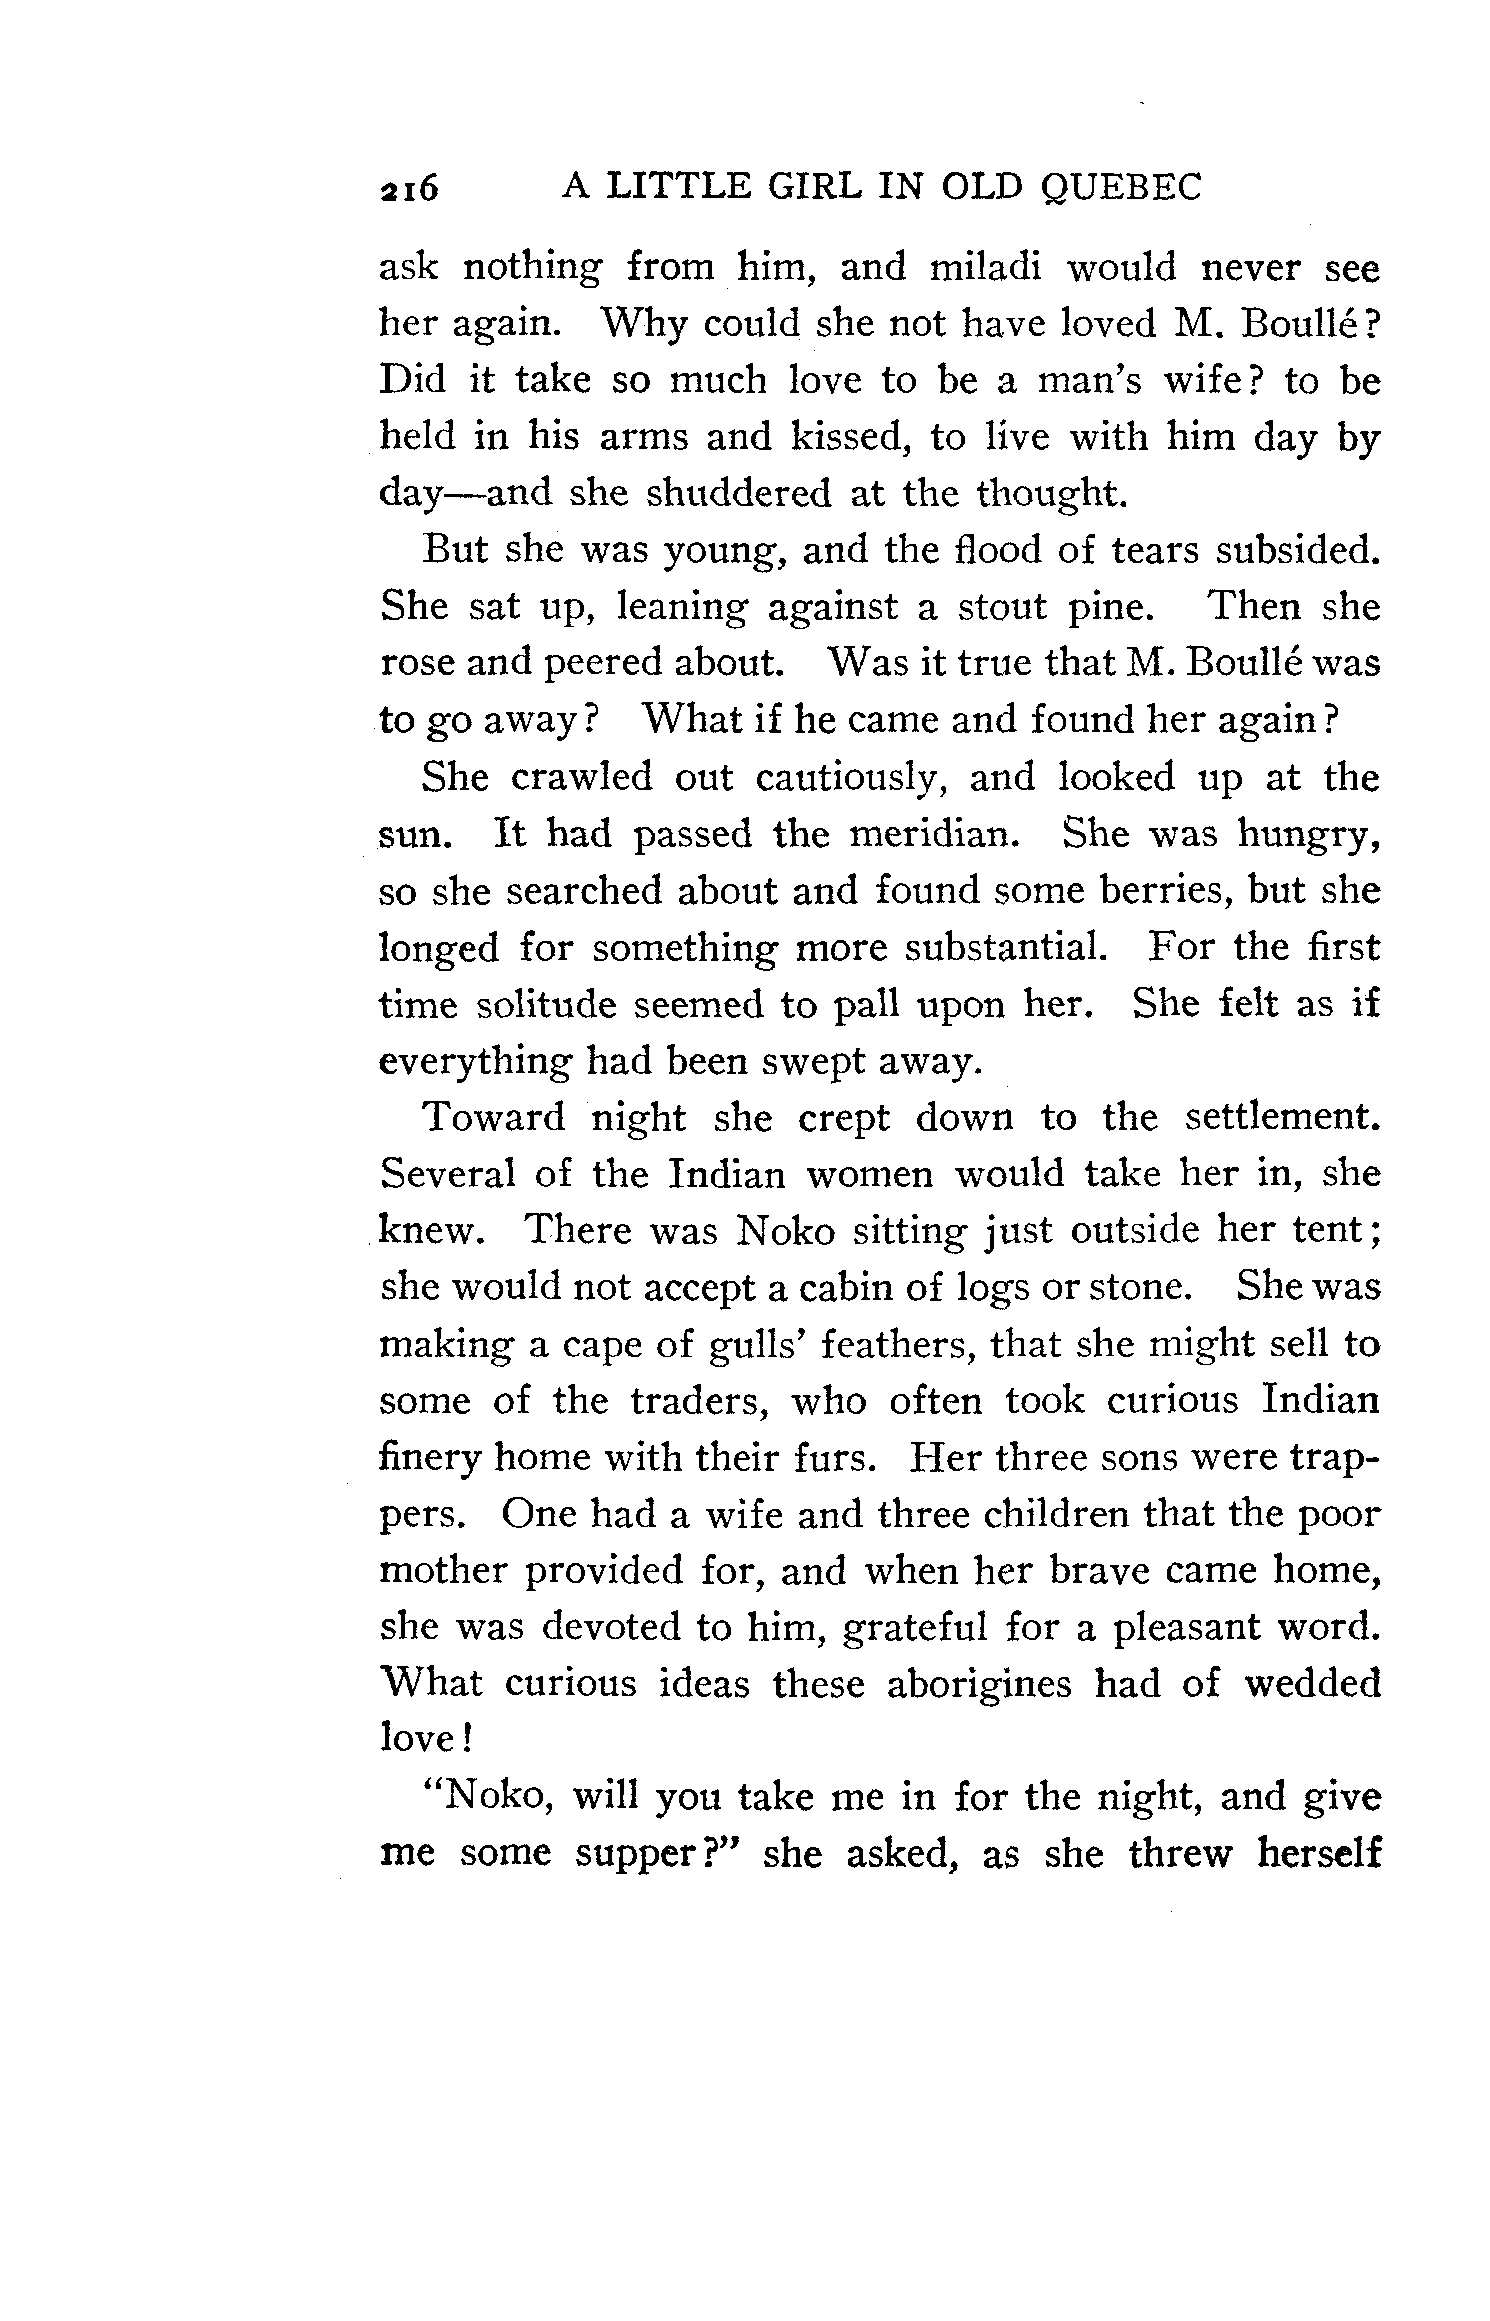 216 A LITTLE GIRL IN OLD QUEBEC
ask nothing from him, and miladi would never see
her again. Why could she not have loved M. Boullé?
Did it take so much love to be a man's wife? to be
held in his arms and kissed, to live with him day by
day—and she shuddered at the thought.
But she was young, and the flood of tears subsided.
She sat up, leaning against a stout pine. Then she
rose and peered about. Was it true that M. Boullé was
to go away? What if he came and found her again?
She crawled out cautiously, and looked up at the
sun. It had passed the meridian. She was hungry,
so she searched about and found some berries, but she
longed for something more substantial. For the first
time solitude seemed to pall upon her. She felt as if
everything had been swept away.
Toward night she crept down to the settlement.
Several of the Indian women would take her in, she
knew. There was Noko sitting just outside her tent;
she would not accept a cabin of logs or stone. She was
making a cape of gulls' feathers, that she might sell to
some of the traders, who often took curious Indian
finery home with their furs. Her three sons were trap-
pers. One had a wife and three children that the poor
mother provided for, and when her brave came home,
she was devoted to him, grateful for a pleasant word.
What curious ideas these aborigines had of wedded
love!
"Noko, will you take me in for the night, and give
me some supper?" she asked, as she threw herself